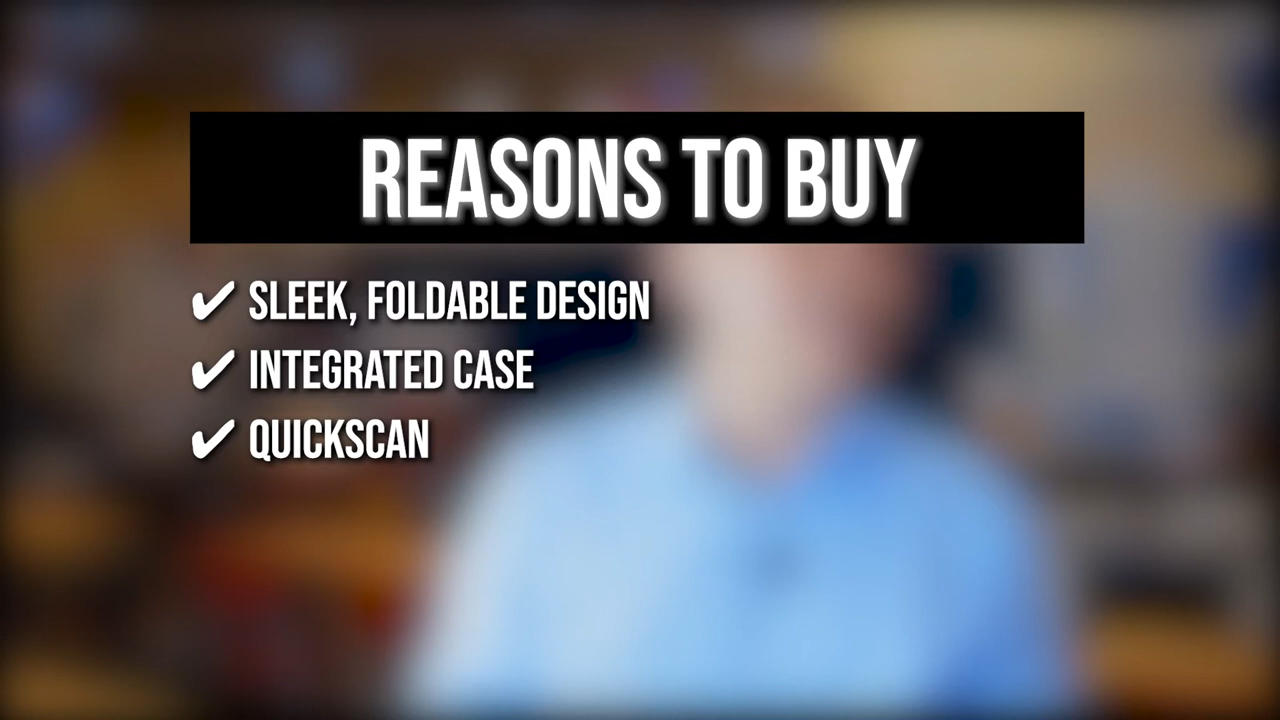 REASONS TO BUY
✔ SLEEK, FOLDABLE DESIGN
✔ INTEGRATED CASE
✔ QUICKSCAN